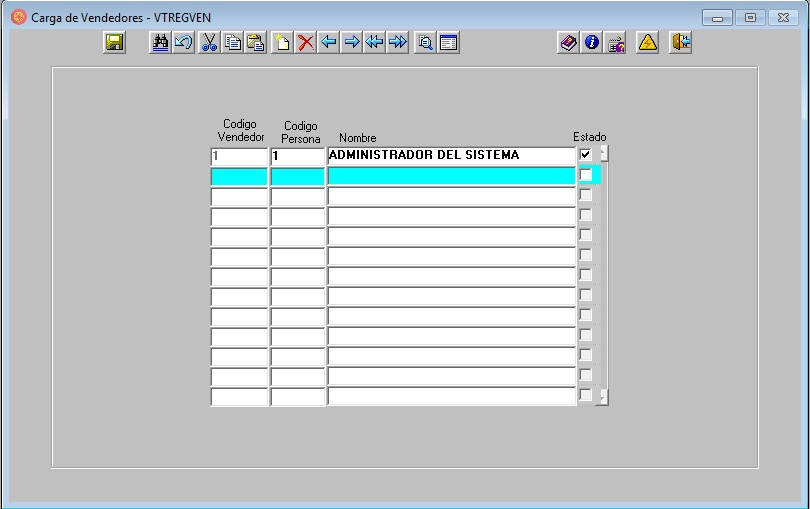 Carga de Vendedores - VTREGVEN
Codigo Vendedor
Codigo Persona
Nombre
Estado
1 1 ADMINISTRADOR DEL SISTEMA